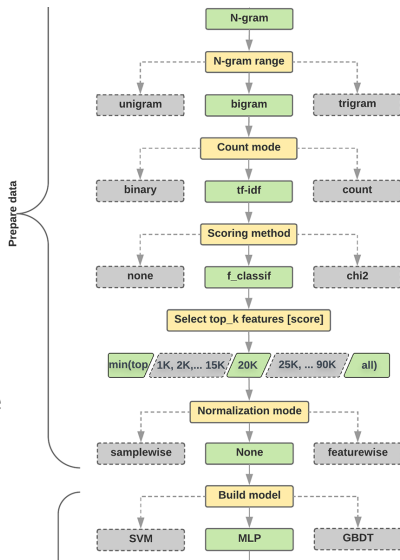 N-gram
N-gram range
unigram bigram trigram
Count mode
binary tf-idf count
Scoring method
none f_classif chi2
Select top_k features [score]
min(top 1K, 2K,... 15K 20K 25K, ... 90K all)
Normalization mode
samplewise None featurewise
Build model
SVM MLP GBDT
Prepare data